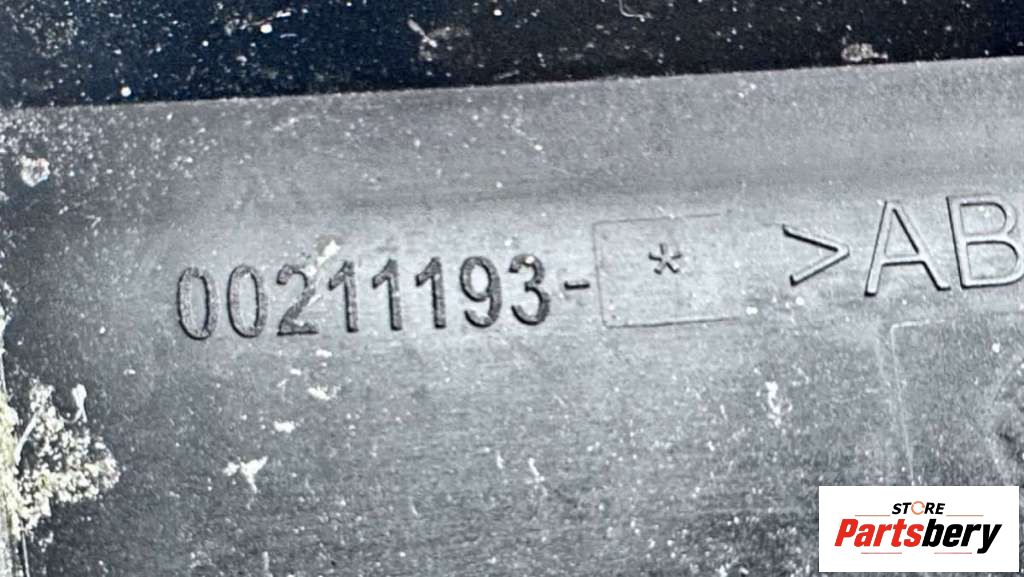 00211193-* >AB
STORE
Partsbery